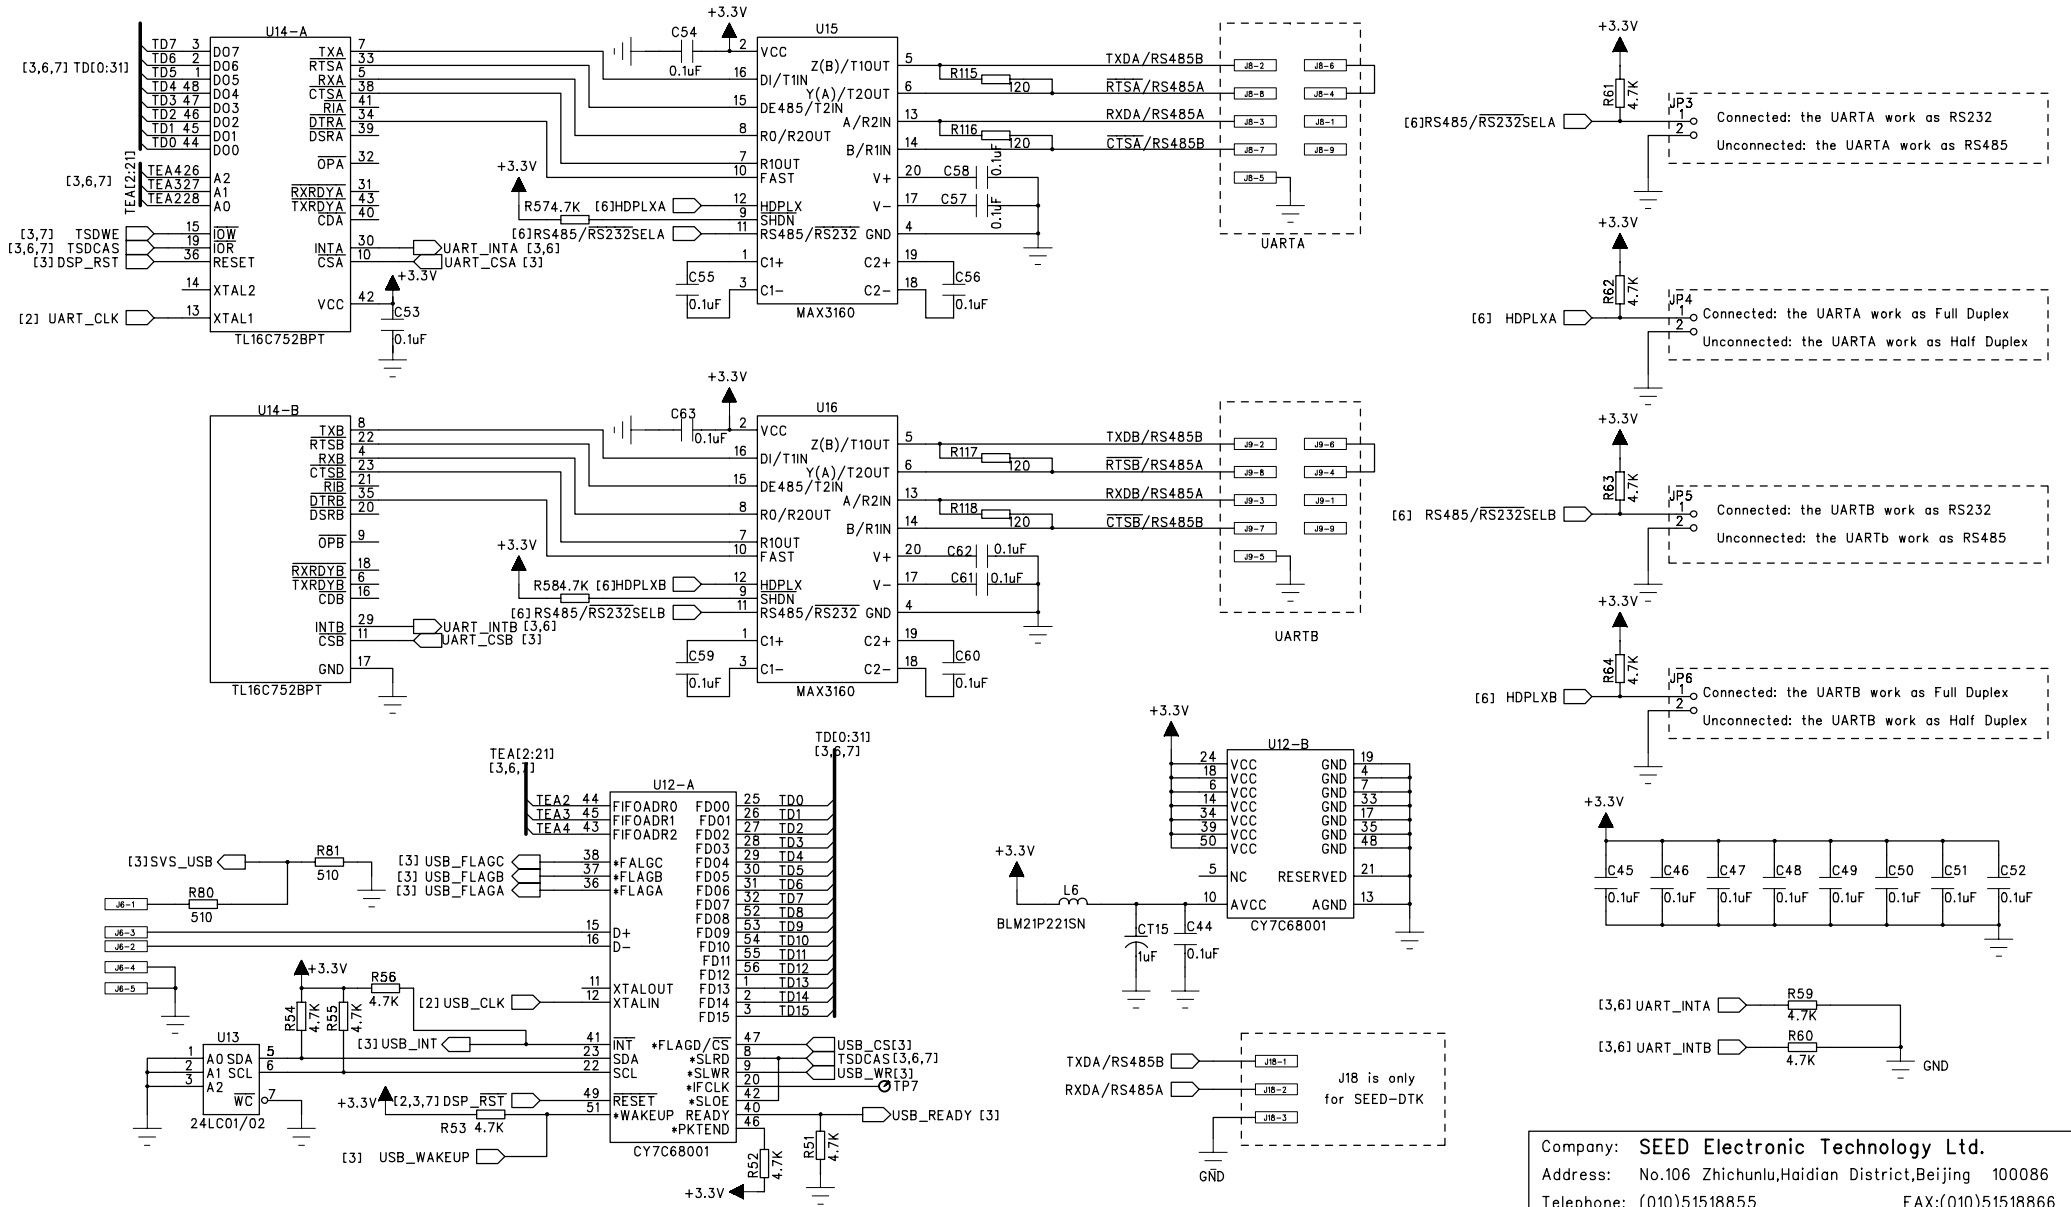 U14-A
[3,6,7] TD[0:31]
TD7 3 DO7
TD6 2 DO6
TD5 1 DO5
TD4 48 DO4
TD3 47 DO3
TD2 46 DO2
TD1 45 DO1
TD0 44 DO0
[3,6,7] TEA[2:21]
TEA4 26 A2
TEA3 27 A1
TEA2 28 A0
[3,7] TSDWE 15 IOW
[3,6,7] TSDCAS 19 IOR
[3] DSP_RST 36 RESET
14 XTAL2
[2] UART_CLK 13 XTAL1
TXA 7
RTSA 33
RXA 5
CTSA 38
RIA 41
DTRA 34
DSRA 39
OPA 32
RXRDYA 31
TXRDYA 43
CDA 40
INTA 30 UART_INTA [3,6]
CSA 10 UART_CSA [3]
VCC 42
+3.3V
C53
0.1uF
TL16C752BPT
+3.3V
C54
0.1uF
U15
2 VCC
16 DI/T1IN
15 DE485/T2IN
8 RO/R2OUT
7 R1OUT
10 FAST
12 HDPLX
9 SHDN
11 RS485/RS232
1 C1+
3 C1-
Z(B)/T1OUT 5
Y(A)/T2OUT 6
A/R2IN 13
B/R1IN 14
V+ 20
V- 17
GND 4
C2+ 19
C2- 18
MAX3160
+3.3V
R57 4.7K
[6]HDPLXA
[6]RS485/RS232SELA
C55
0.1uF
C56
0.1uF
C58 0.1uF
C57 0.1uF
R115 120
R116 120
TXDA/RS485B
RTSA/RS485A
RXDA/RS485A
CTSA/RS485B
J8-2 J8-6
J8-8 J8-4
J8-3 J8-1
J8-7 J8-9
J8-5
UARTA
+3.3V
R61 4.7K
[6]RS485/RS232SELA
JP3
1
2
Connected: the UARTA work as RS232
Unconnected: the UARTA work as RS485
+3.3V
R62 4.7K
[6] HDPLXA
JP4
1
2
Connected: the UARTA work as Full Duplex
Unconnected: the UARTA work as Half Duplex
U14-B
TXB 8
RTSB 22
RXB 4
CTSB 23
RIB 21
DTRB 35
DSRB 20
OPB 9
RXRDYB 18
TXRDYB 6
CDB 16
INTB 29 UART_INTB [3,6]
CSB 11 UART_CSB [3]
GND 17
TL16C752BPT
+3.3V
C63
0.1uF
U16
2 VCC
16 DI/T1IN
15 DE485/T2IN
8 RO/R2OUT
7 R1OUT
10 FAST
12 HDPLX
9 SHDN
11 RS485/RS232
1 C1+
3 C1-
Z(B)/T1OUT 5
Y(A)/T2OUT 6
A/R2IN 13
B/R1IN 14
V+ 20
V- 17
GND 4
C2+ 19
C2- 18
MAX3160
+3.3V
R58 4.7K
[6]HDPLXB
[6]RS485/RS232SELB
C59
0.1uF
C60
0.1uF
C62 0.1uF
C61 0.1uF
R117 120
R118 120
TXDB/RS485B
RTSB/RS485A
RXDB/RS485A
CTSB/RS485B
J9-2 J9-6
J9-8 J9-4
J9-3 J9-1
J9-7 J9-9
J9-5
UARTB
+3.3V
R63 4.7K
[6] RS485/RS232SELB
JP5
1
2
Connected: the UARTB work as RS232
Unconnected: the UARTb work as RS485
+3.3V
R64 4.7K
[6] HDPLXB
JP6
1
2
Connected: the UARTB work as Full Duplex
Unconnected: the UARTB work as Half Duplex
TEA[2:21]
[3,6,7]
TD[0:31]
[3,6,7]
U12-A
TEA2 44 FIFOADR0
TEA3 45 FIFOADR1
TEA4 43 FIFOADR2
[3] USB_FLAGC 38 *FALGC
[3] USB_FLAGB 37 *FLAGB
[3] USB_FLAGA 36 *FLAGA
15 D+
16 D-
11 XTALOUT
[2] USB_CLK 12 XTALIN
[3] USB_INT 41 INT
23 SDA
22 SCL
[2,3,7] DSP_RST 49 RESET
51 *WAKEUP
FD00 25 TD0
FD01 26 TD1
FD02 27 TD2
FD03 28 TD3
FD04 29 TD4
FD05 30 TD5
FD06 31 TD6
FD07 32 TD7
FD08 52 TD8
FD09 53 TD9
FD10 54 TD10
FD11 55 TD11
FD12 56 TD12
FD13 1 TD13
FD14 2 TD14
FD15 3 TD15
*FLAGD/CS 47 USB_CS[3]
*SLRD 8 TSDCAS[3,6,7]
*SLWR 9 USB_WR[3]
*IFCLK 20 TP7
*SLOE 42
READY 40 USB_READY [3]
*PKTEND 46
CY7C68001
[3]SVS_USB
R81
510
R80
510
J6-1
J6-3
J6-2
J6-4
J6-5
+3.3V
R54 4.7K
R55 4.7K
R56
4.7K
U13
1 A0 SDA 5
2 A1 SCL 6
3 A2
WC 7
24LC01/02
+3.3V
R53 4.7K
[3] USB_WAKEUP
R52 4.7K
+3.3V
R51 4.7K
+3.3V
U12-B
24 VCC
18 VCC
6 VCC
14 VCC
34 VCC
39 VCC
50 VCC
5 NC
10 AVCC
GND 19
GND 4
GND 7
GND 33
GND 17
GND 35
GND 48
RESERVED 21
AGND 13
CY7C68001
+3.3V
L6
BLM21P221SN
CT15
1uF
C44
0.1uF
+3.3V
C45 C46 C47 C48 C49 C50 C51 C52
0.1uF 0.1uF 0.1uF 0.1uF 0.1uF 0.1uF 0.1uF 0.1uF
[3,6] UART_INTA
R59
4.7K
[3,6] UART_INTB
R60
4.7K
GND
TXDA/RS485B J18-1
RXDA/RS485A J18-2
J18-3
GND
J18 is only
for SEED-DTK
Company: SEED Electronic Technology Ltd.
Address: No.106 Zhichunlu,Haidian District,Beijing 100086
Telephone: (010)51518855 FAX:(010)51518866